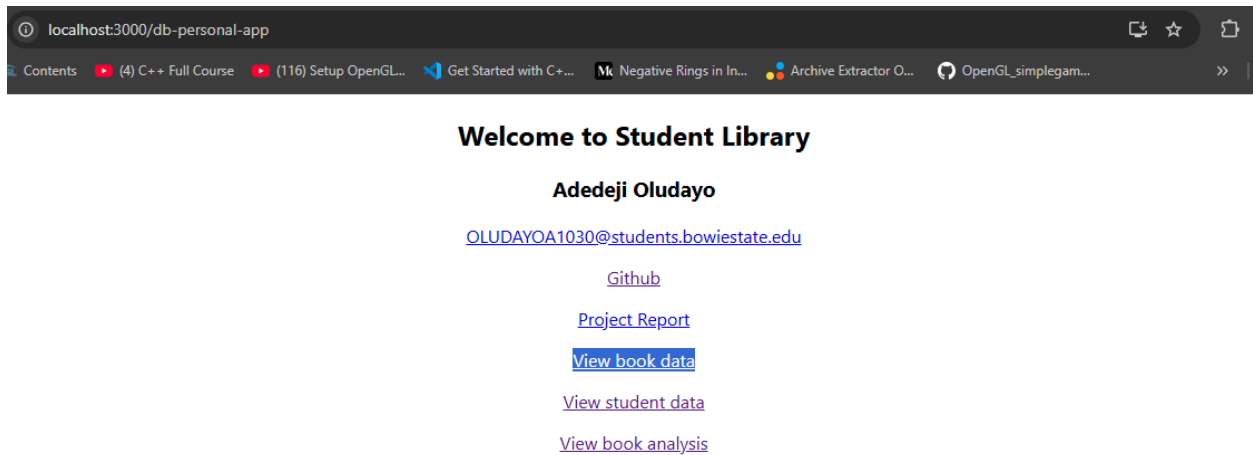 localhost:3000/db-personal-app
Contents (4) C++ Full Course (116) Setup OpenGL... Get Started with C+... Negative Rings in In... Archive Extractor O... OpenGL_simplegam... »
Welcome to Student Library
Adedeji Oludayo
OLUDAYOA1030@students.bowiestate.edu
Github
Project Report
View book data
View student data
View book analysis